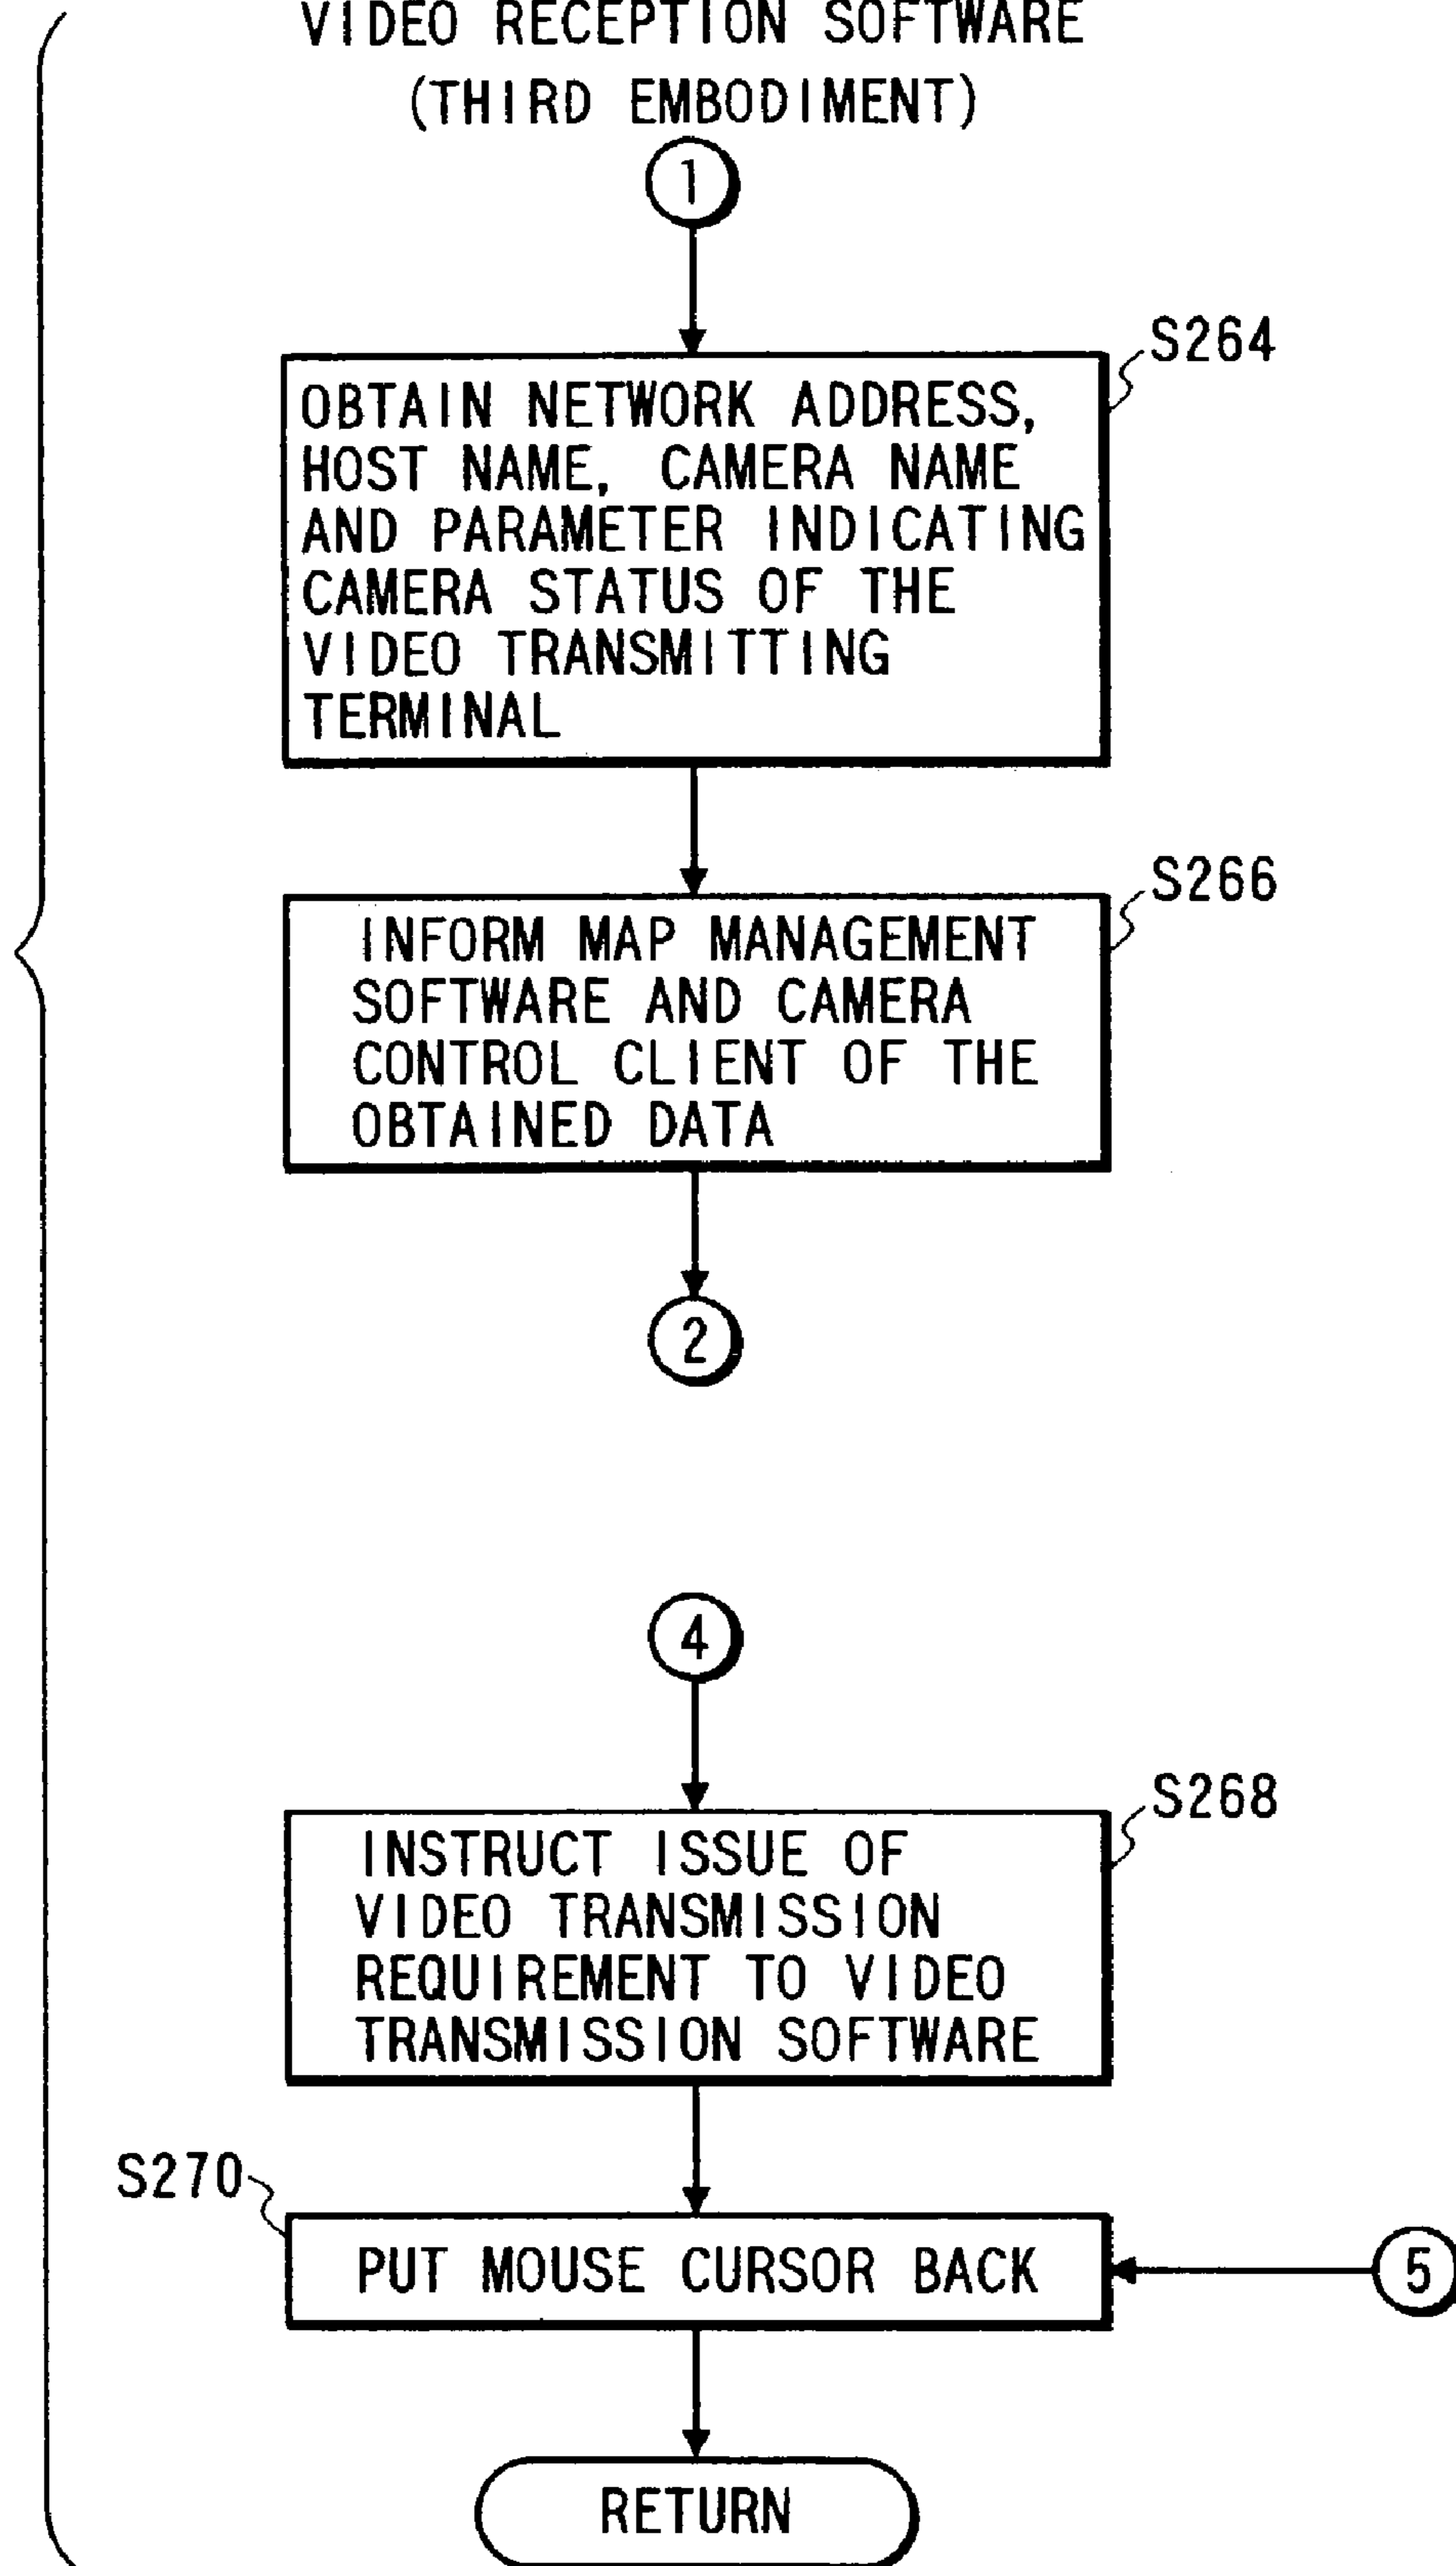 VIDEO RECEPTION SOFTWARE
(THIRD EMBODIMENT)
1
S264
OBTAIN NETWORK ADDRESS,
HOST NAME, CAMERA NAME
AND PARAMETER INDICATING
CAMERA STATUS OF THE
VIDEO TRANSMITTING
TERMINAL
S266
INFORM MAP MANAGEMENT
SOFTWARE AND CAMERA
CONTROL CLIENT OF THE
OBTAINED DATA
2
4
S268
INSTRUCT ISSUE OF
VIDEO TRANSMISSION
REQUIREMENT TO VIDEO
TRANSMISSION SOFTWARE
S270
PUT MOUSE CURSOR BACK
5
RETURN